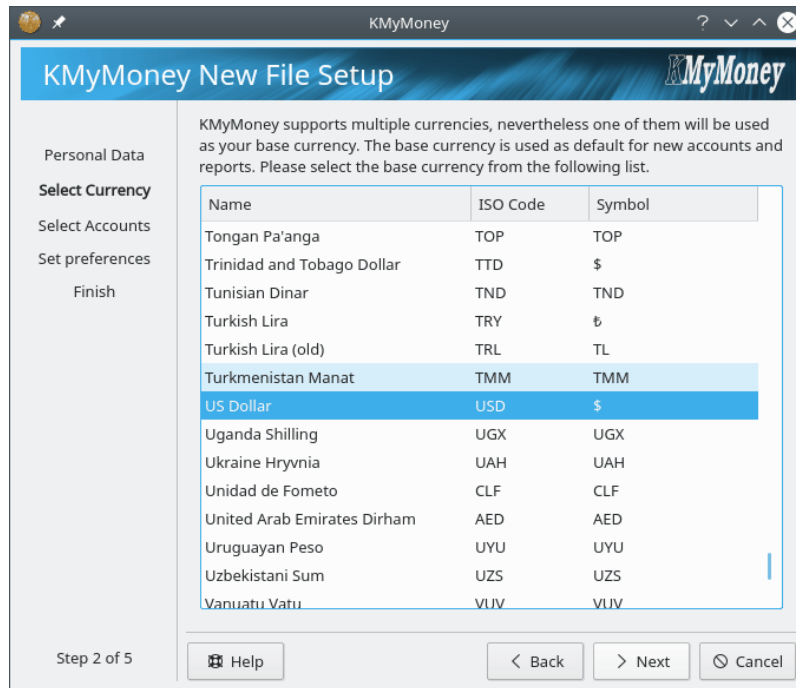 KMyMoney
KMyMoney New File Setup
KMyMoney
Personal Data
Select Currency
Select Accounts
Set preferences
Finish
Step 2 of 5
KMyMoney supports multiple currencies, nevertheless one of them will be used
as your base currency. The base currency is used as default for new accounts and
reports. Please select the base currency from the following list.
Name ISO Code Symbol
Tongan Pa'anga TOP TOP
Trinidad and Tobago Dollar TTD $
Tunisian Dinar TND TND
Turkish Lira TRY ₺
Turkish Lira (old) TRL TL
Turkmenistan Manat TMM TMM
US Dollar USD $
Uganda Shilling UGX UGX
Ukraine Hryvnia UAH UAH
Unidad de Fometo CLF CLF
United Arab Emirates Dirham AED AED
Uruguayan Peso UYU UYU
Uzbekistani Sum UZS UZS
Vanuatu Vatu VUV VUV
Help
Back
Next
Cancel